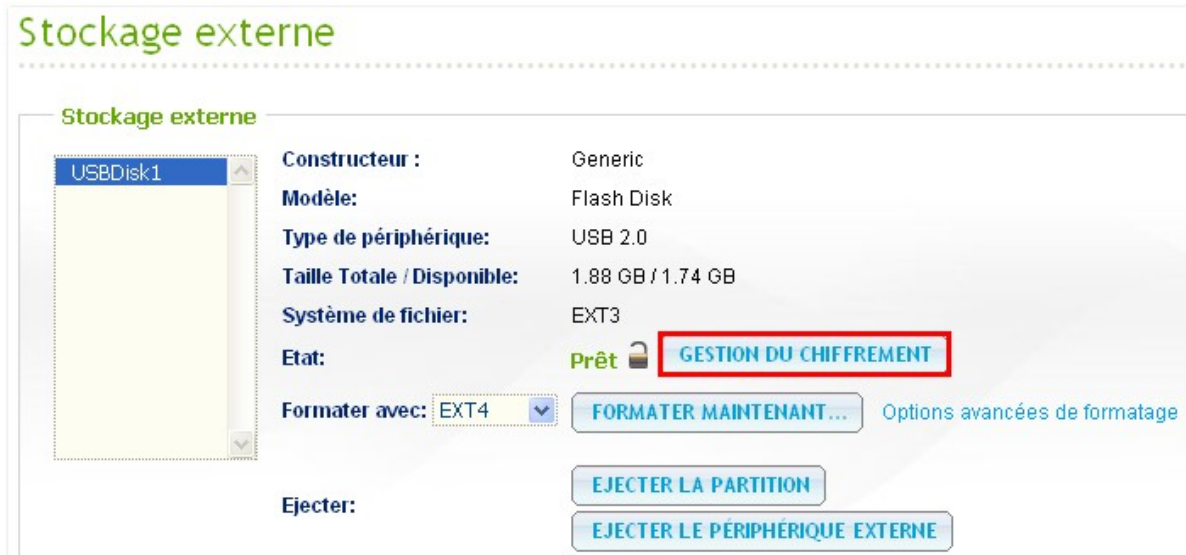 Stockage externe
Stockage externe
USBDisk1
Constructeur : Generic
Modèle: Flash Disk
Type de périphérique: USB 2.0
Taille Totale / Disponible: 1.88 GB / 1.74 GB
Système de fichier: EXT3
Etat: Prêt GESTION DU CHIFFREMENT
Formater avec: EXT4 FORMATER MAINTENANT... Options avancées de formatage
Ejecter: EJECTER LA PARTITION
EJECTER LE PÉRIPHÉRIQUE EXTERNE